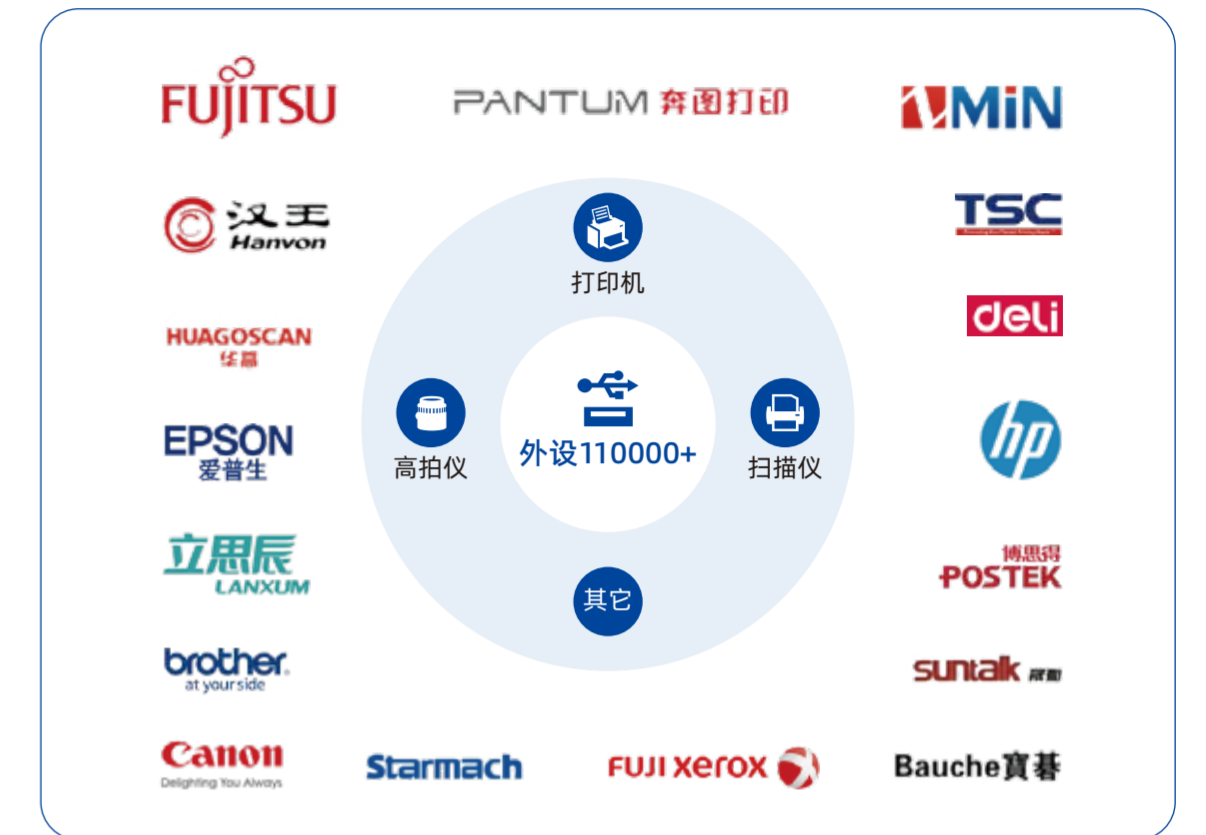 FUJITSU
PANTUM 奔图打印
MiN
汉王
Hanvon
TSC
打印机
deli
HUAGOSCAN
hp
高拍仪
外设110000+
扫描仪
EPSON
爱普生
立思辰
LANXUM
博思得
POSTEK
其它
brother
at your side
suntalk
Canon
Delighting You Always
Starmach
FUJI xerox
Bauche寶碁